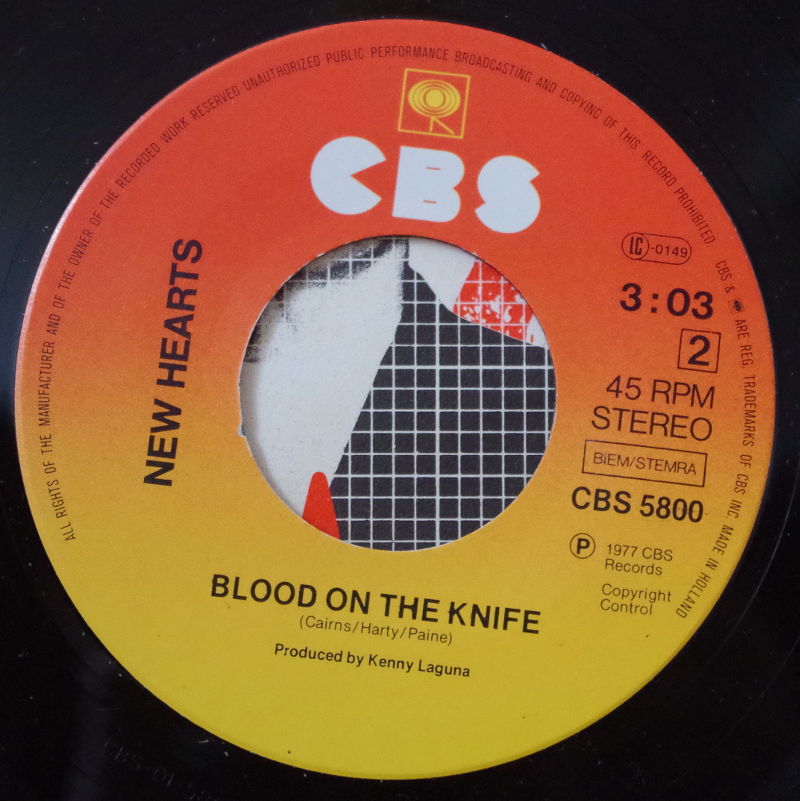 ALL RIGHTS OF THE MANUFACTURER AND OF THE OWNER OF THE RECORDED WORK RESERVED UNAUTHORIZED PUBLIC PERFORMANCE BROADCASTING AND COPYING OF THIS RECORD PROHIBITED. CBS & ARE REG. TRADEMARKS OF CBS INC. MADE IN HOLLAND
CBS
LC-0149
NEW HEARTS
3:03
2
45 RPM
STEREO
BIEM/STEMRA
CBS 5800
P 1977 CBS
Records
Copyright
Control
BLOOD ON THE KNIFE
(Cairns/Harty/Paine)
Produced by Kenny Laguna